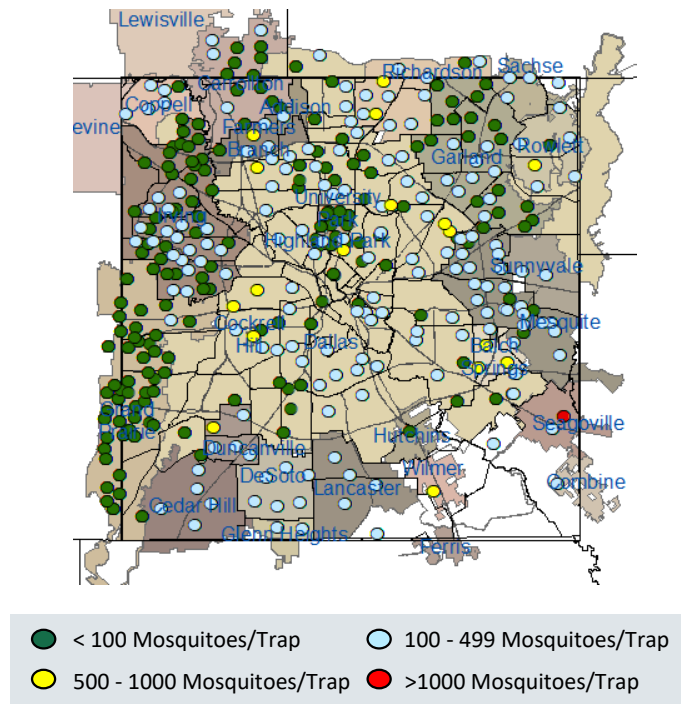 Lewisville
Richardson
Sachse
Carrollton
Coppell
Addison
evine
Farmers
Branch
Rowlett
Garland
University
Park
Irving
Highland Park
Sunnyvale
Cockrell
Hill
Dallas
Mesquite
Balch
Springs
Grand
Prairie
Seagoville
Hutchins
Duncanville
Wilmer
DeSoto
Lancaster
Combine
Cedar Hill
Glenn Heights
Ferris
< 100 Mosquitoes/Trap
100 - 499 Mosquitoes/Trap
500 - 1000 Mosquitoes/Trap
>1000 Mosquitoes/Trap